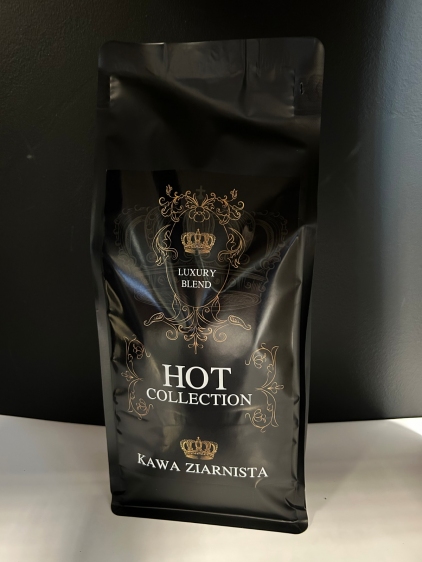 LUXURY
BLEND
HOT
COLLECTION
KAWA ZIARNISTA